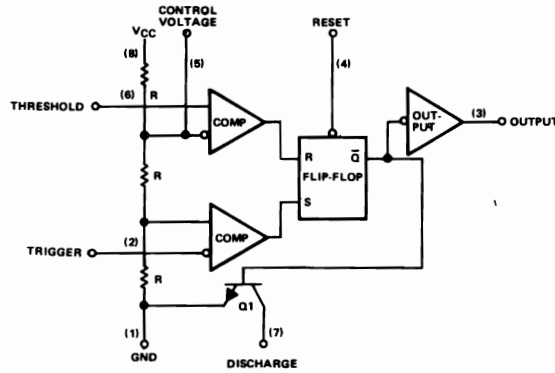 CONTROL
VOLTAGE
RESET
VCC
(8)
(5)
(4)
R
(6)
THRESHOLD
COMP
OUT-
PUT
(3)
OUTPUT
R
Q
FLIP-FLOP
S
R
(2)
TRIGGER
COMP
R
Q1
(1)
(7)
GND
DISCHARGE